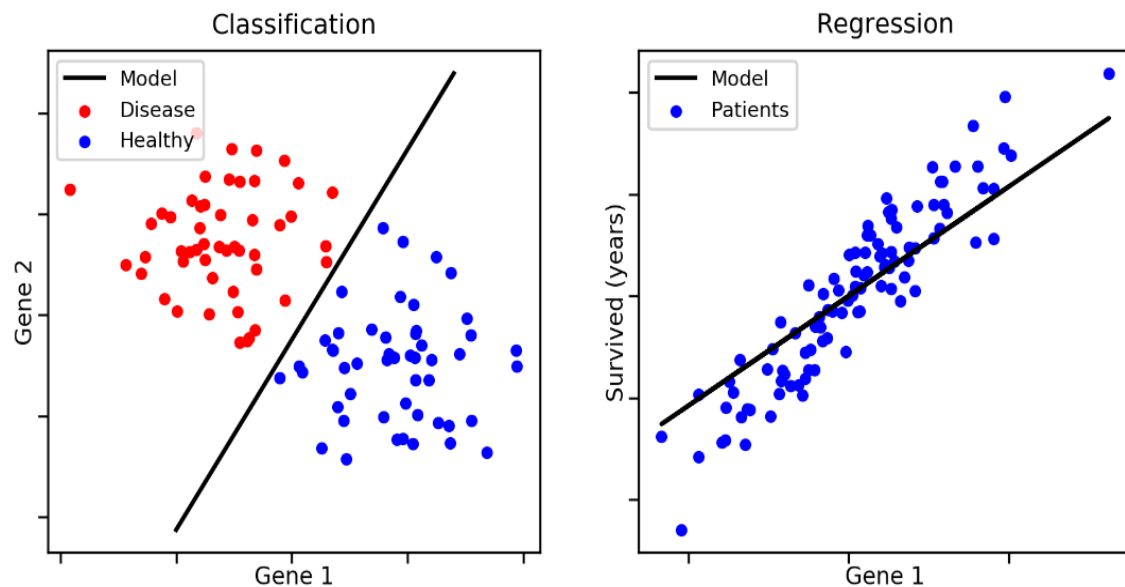 Classification
Model
Disease
Healthy
Gene 2
Gene 1
Regression
Model
Patients
Survived (years)
Gene 1